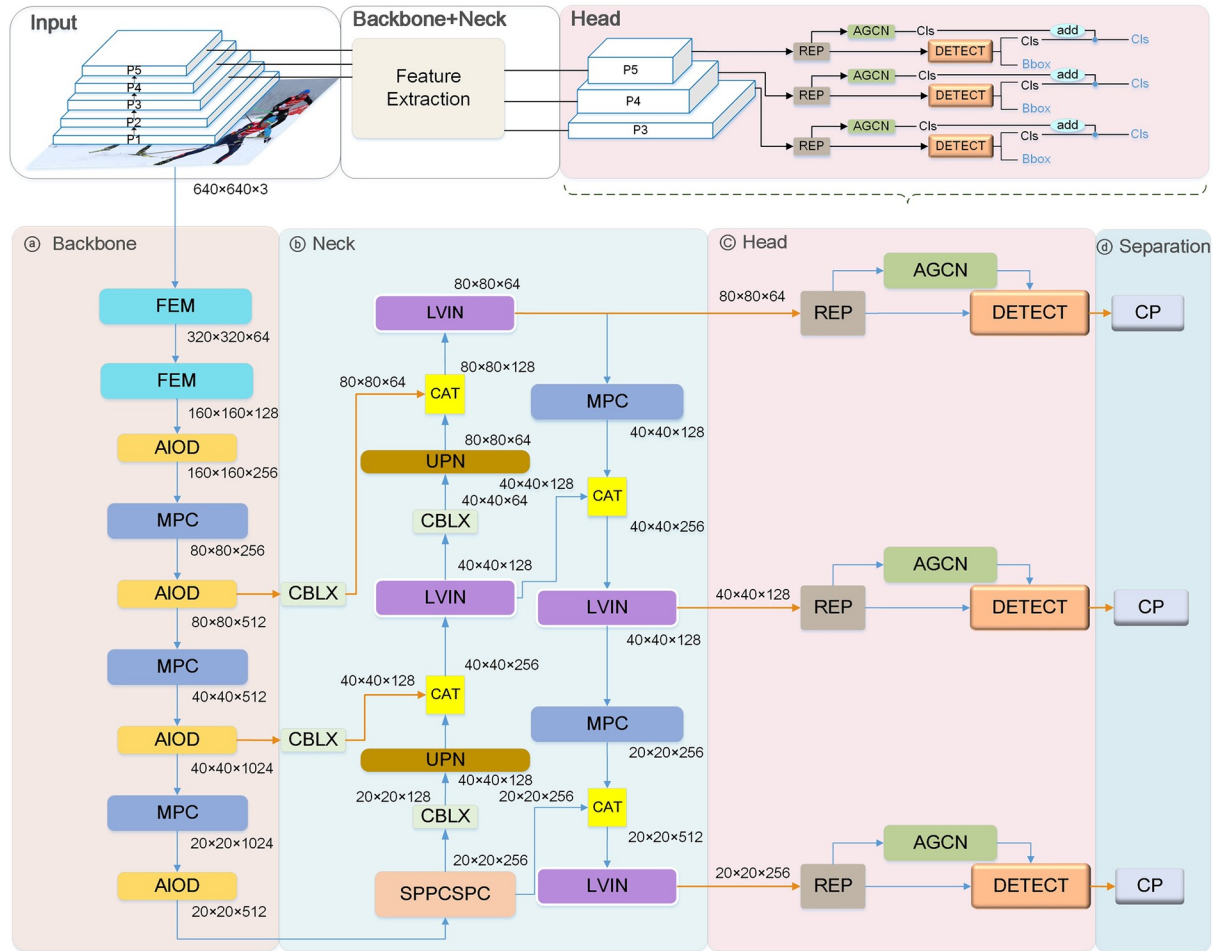 Input
P5
P4
P3
P2
P1
640×640×3
Backbone+Neck
Feature
Extraction
Head
P5
P4
P3
REP
AGCN
Cls
DETECT
Cls
Bbox
add
Cls
REP
AGCN
Cls
DETECT
Cls
Bbox
add
Cls
REP
AGCN
Cls
DETECT
Cls
Bbox
add
Cls
ⓐ Backbone
FEM
320×320×64
FEM
160×160×128
AIOD
160×160×256
MPC
80×80×256
AIOD
80×80×512
MPC
40×40×512
AIOD
40×40×1024
MPC
20×20×1024
AIOD
20×20×512
ⓑ Neck
80×80×64
LVIN
80×80×128
80×80×64
CAT
80×80×64
UPN
40×40×64
CBLX
40×40×128
CBLX
LVIN
40×40×256
40×40×128
CAT
CBLX
UPN
40×40×128
20×20×128
CBLX
20×20×256
SPPCSPC
MPC
40×40×128
40×40×128
CAT
40×40×256
LVIN
40×40×128
MPC
20×20×256
20×20×256
CAT
20×20×512
LVIN
ⓒ Head
80×80×64
REP
AGCN
DETECT
40×40×128
REP
AGCN
DETECT
20×20×256
REP
AGCN
DETECT
ⓓ Separation
CP
CP
CP